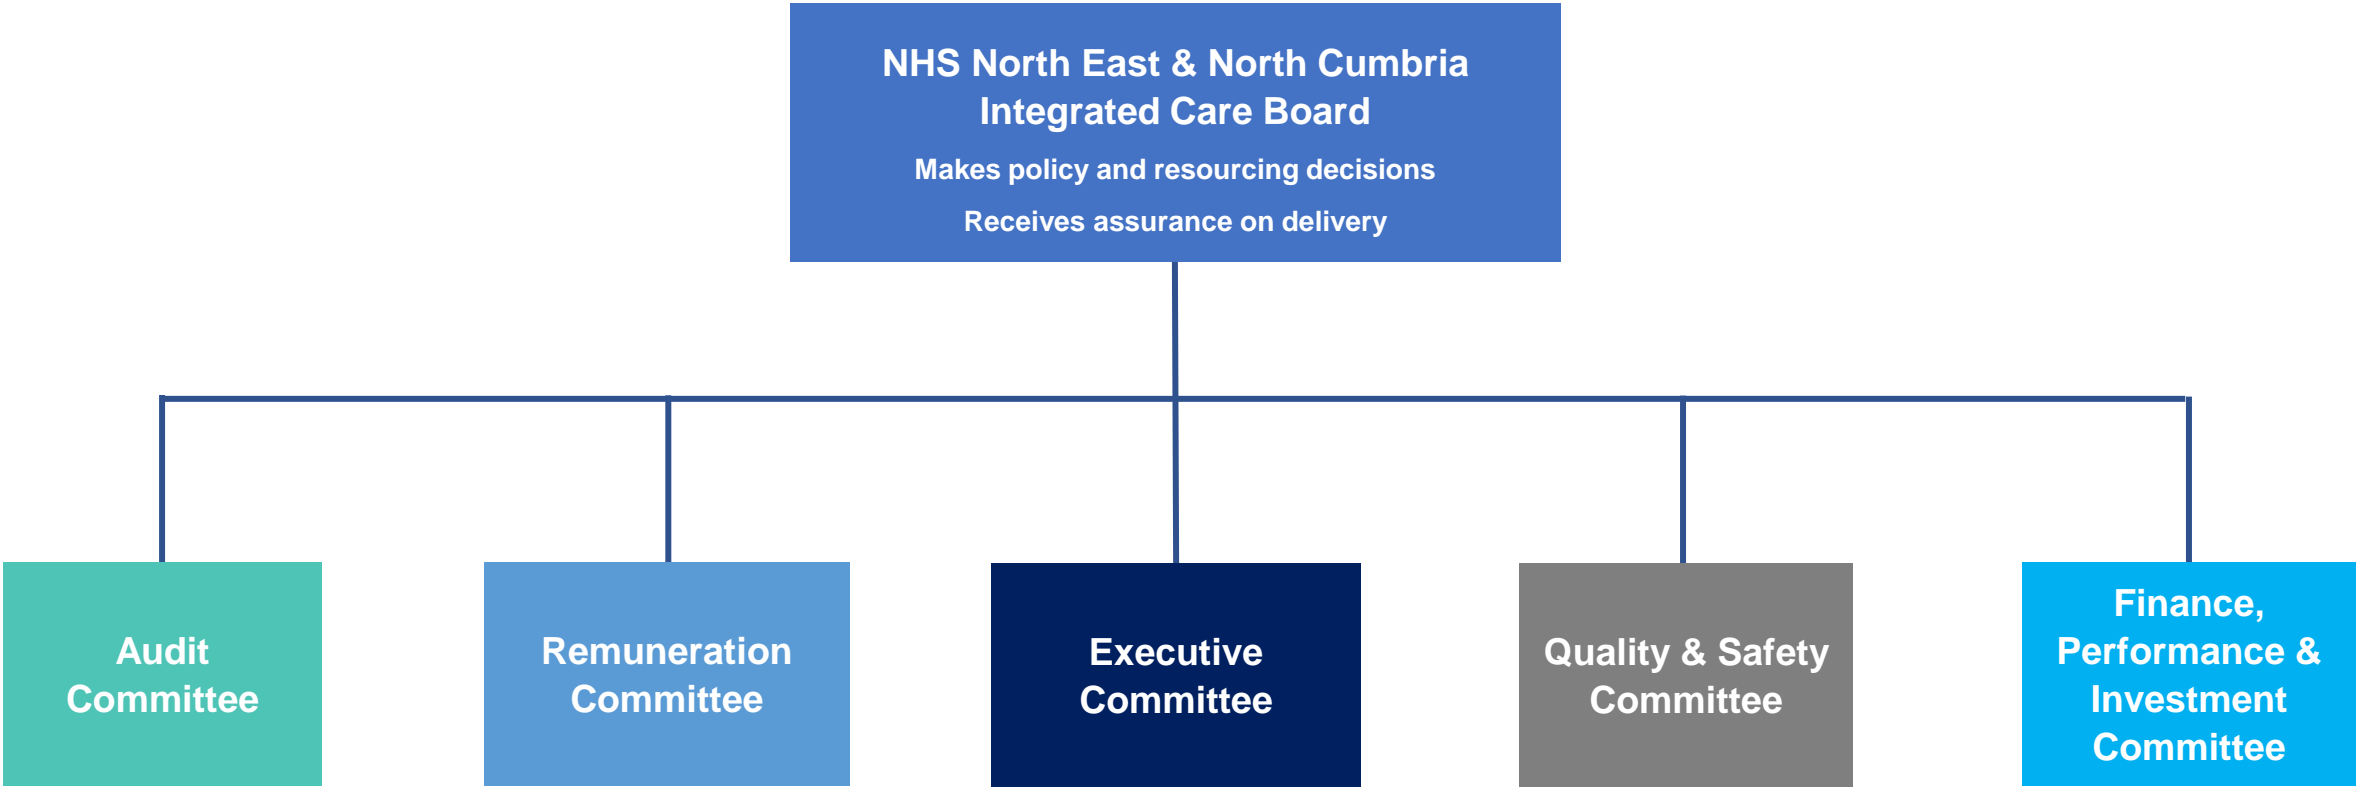 NHS North East & North Cumbria
Integrated Care Board
Makes policy and resourcing decisions
Receives assurance on delivery
Audit
Committee
Remuneration
Committee
Executive
Committee
Quality & Safety
Committee
Finance,
Performance &
Investment
Committee